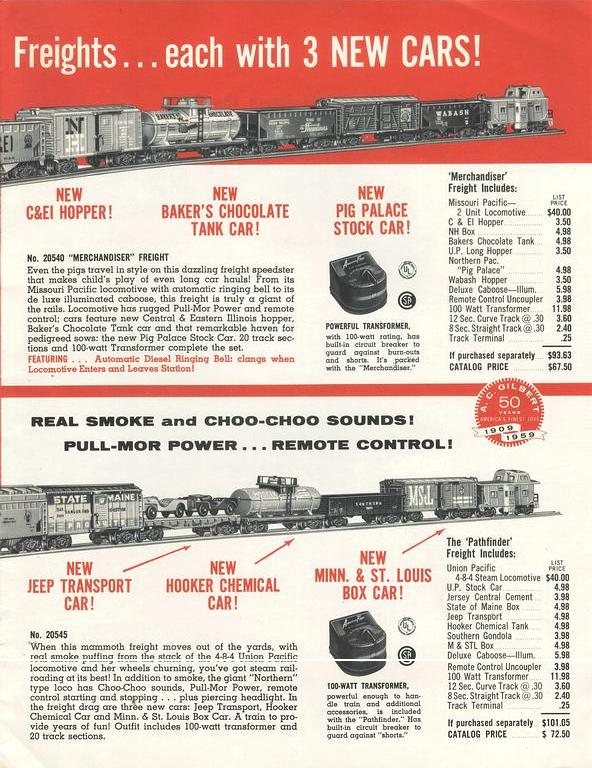 Freights... each with 3 NEW CARS!
C&EI
N
BAKER'S CHOCOLATE
WABASH
NEW
C&EI HOPPER!
NEW
BAKER'S CHOCOLATE
TANK CAR!
NEW
PIG PALACE
STOCK CAR!
No. 20540 "MERCHANDISER" FREIGHT
Even the pigs travel in style on this dazzling freight speedster
that makes child's play of even long car hauls! From its
Missouri Pacific locomotive with automatic ringing bell to its
de luxe illuminated caboose, this freight is truly a giant of
the rails. Locomotive has rugged Pull-Mor Power and remote
control; cars feature new Central & Eastern Illinois hopper,
Baker's Chocolate Tank car and that remarkable haven for
pedigreed sows: the new Pig Palace Stock Car. 20 track sec-
tions and 100-watt Transformer complete the set.
FEATURING . . . Automatic Diesel Ringing Bell: clangs when
Locomotive Enters and Leaves Station!
POWERFUL TRANSFORMER,
with 100-watt rating, has
built-in circuit breaker to
guard against burn-outs
and shorts. It's packed
with the "Merchandiser."
'Merchandiser'
Freight Includes:
LIST
PRICE
Missouri Pacific—
2 Unit Locomotive $40.00
C & EI Hopper 3.50
NH Box 4.98
Bakers Chocolate Tank 4.98
U.P. Long Hopper 3.50
Northern Pac.
"Pig Palace" 4.98
Wabash Hopper 3.50
Deluxe Caboose—Illum. 5.98
Remote Control Uncoupler 3.98
100 Watt Transformer 11.98
12 Sec. Curve Track @ .30 3.60
8 Sec. Straight Track @ .30 2.40
Track Terminal .25
If purchased separately $93.63
CATALOG PRICE $67.50
A. C. GILBERT
50
YEARS
AMERICA'S FINEST TOYS
1909
1959
REAL SMOKE and CHOO-CHOO SOUNDS!
PULL-MOR POWER... REMOTE CONTROL!
STATE MAINE
M&StL
NEW
JEEP TRANSPORT
CAR!
NEW
HOOKER CHEMICAL
CAR!
NEW
MINN. & ST. LOUIS
BOX CAR!
No. 20545
When this mammoth freight moves out of the yards, with
real smoke puffing from the stack of the 4-8-4 Union Pacific
locomotive and her wheels churning, you've got steam rail-
roading at its best! In addition to smoke, the giant "Northern"
type loco has Choo-Choo sounds, Pull-Mor Power, remote
control starting and stopping . . . plus piercing headlight. In
the freight drag are three new cars: Jeep Transport, Hooker
Chemical Car and Minn. & St. Louis Box Car. A train to pro-
vide years of fun! Outfit includes 100-watt transformer and
20 track sections.
100-WATT TRANSFORMER,
powerful enough to han-
dle train and additional
accessories, is included
with the "Pathfinder." Has
built-in circuit breaker to
guard against "shorts."
The 'Pathfinder'
Freight Includes:
LIST
PRICE
Union Pacific
4-8-4 Steam Locomotive $40.00
U.P. Stock Car 4.98
Jersey Central Cement 3.98
State of Maine Box 4.98
Jeep Transport 4.98
Hooker Chemical Tank 4.98
Southern Gondola 3.98
M & STL Box 4.98
Deluxe Caboose—Illum. 5.98
Remote Control Uncoupler 3.98
100 Watt Transformer 11.98
12 Sec. Curve Track @ .30 3.60
8 Sec. Straight Track @ .30 2.40
Track Terminal .25
If purchased separately $101.05
CATALOG PRICE $ 72.50